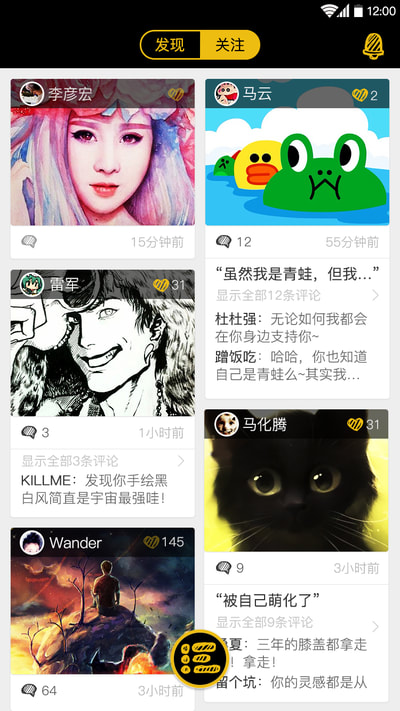 12:00
发现
关注
李彦宏
15分钟前
雷军
31
3
1小时前
显示全部3条评论
KILLME：发现你手绘黑
白风简直是宇宙最强哇！
Wander
145
64
3小时前
马云
2
12
55分钟前
“虽然我是青蛙，但我…”
显示全部12条评论
杜杜强：无论如何我都会
在你身边支持你~
蹭饭吃：哈哈，你也知道
自己是青蛙么~其实我…
马化腾
31
9
3小时前
“被自己萌化了”
显示全部9条评论
夏：三年的膝盖都拿走
！拿走！
留个坑：你的灵感都是从